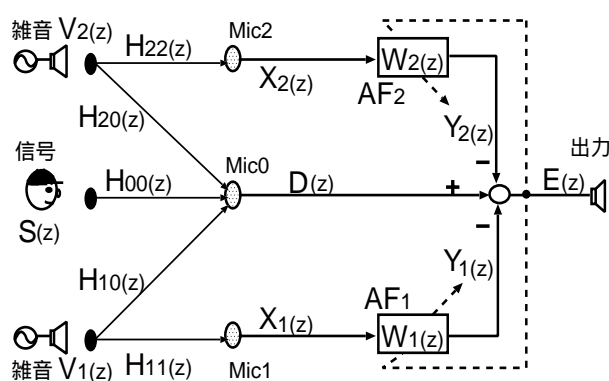 雑音 V2(z)
H22(z)
Mic2
X2(z)
W2(z)
AF2
Y2(z)
H20(z)
信号
S(z)
H00(z)
Mic0
D(z)
+
−
−
E(z)
出力
H10(z)
Y1(z)
AF1
W1(z)
X1(z)
Mic1
H11(z)
雑音 V1(z)